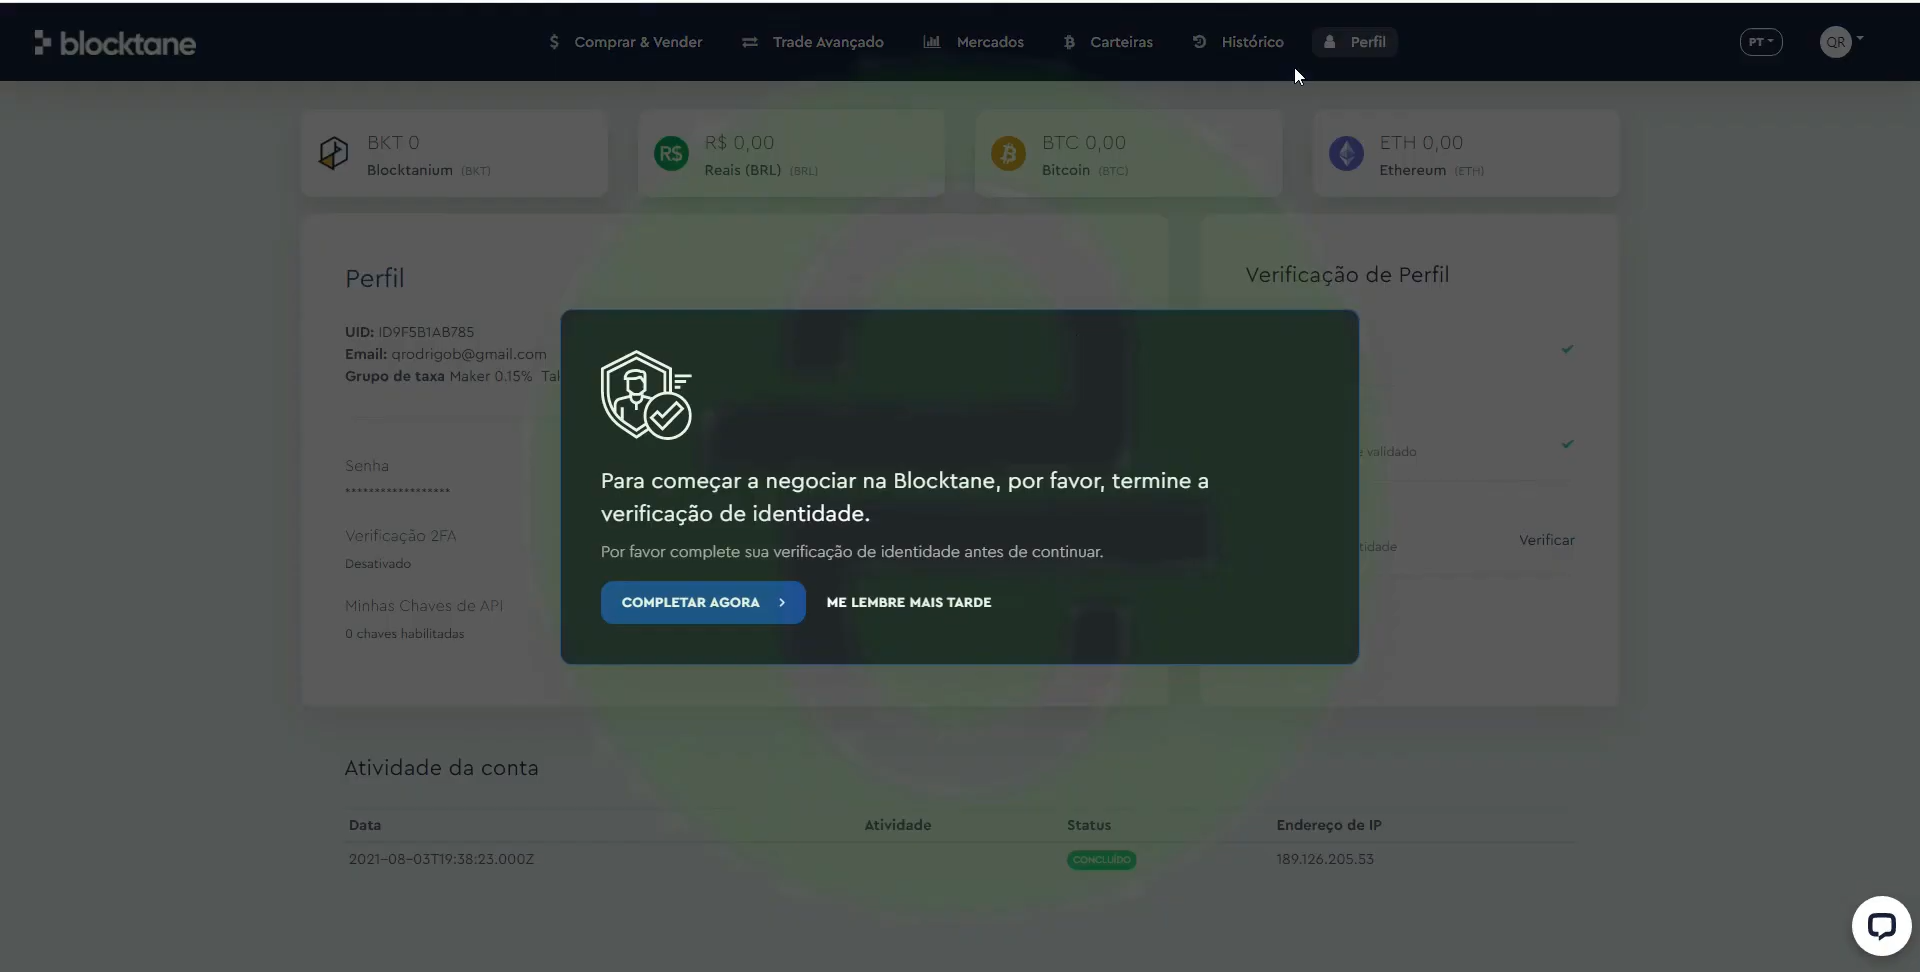 blocktane
$ Comprar & Vender
Trade Avançado
Mercados
Carteiras
Histórico
Perfil
PT
QR
BKT 0
Blocktanium (BKT)
R$
R$ 0,00
Reais (BRL) (BRL)
BTC 0,00
Bitcoin (BTC)
ETH 0,00
Ethereum (ETH)
Perfil
UID: ID9F5B1AB785
Email: qrodrigob@gmail.com
Grupo de taxa Maker 0.15%
Senha
******************
Verificação 2FA
Desativado
Minhas Chaves de API
0 chaves habilitadas
Para começar a negociar na Blocktane, por favor, termine a
verificação de identidade.
Por favor complete sua verificação de identidade antes de continuar.
COMPLETAR AGORA >
ME LEMBRE MAIS TARDE
Verificação de Perfil
validado
Verificar
Atividade da conta
Data Atividade Status Endereço de IP
2021-08-03T19:38:23.000Z CONCLUÍDO 189.126.205.53